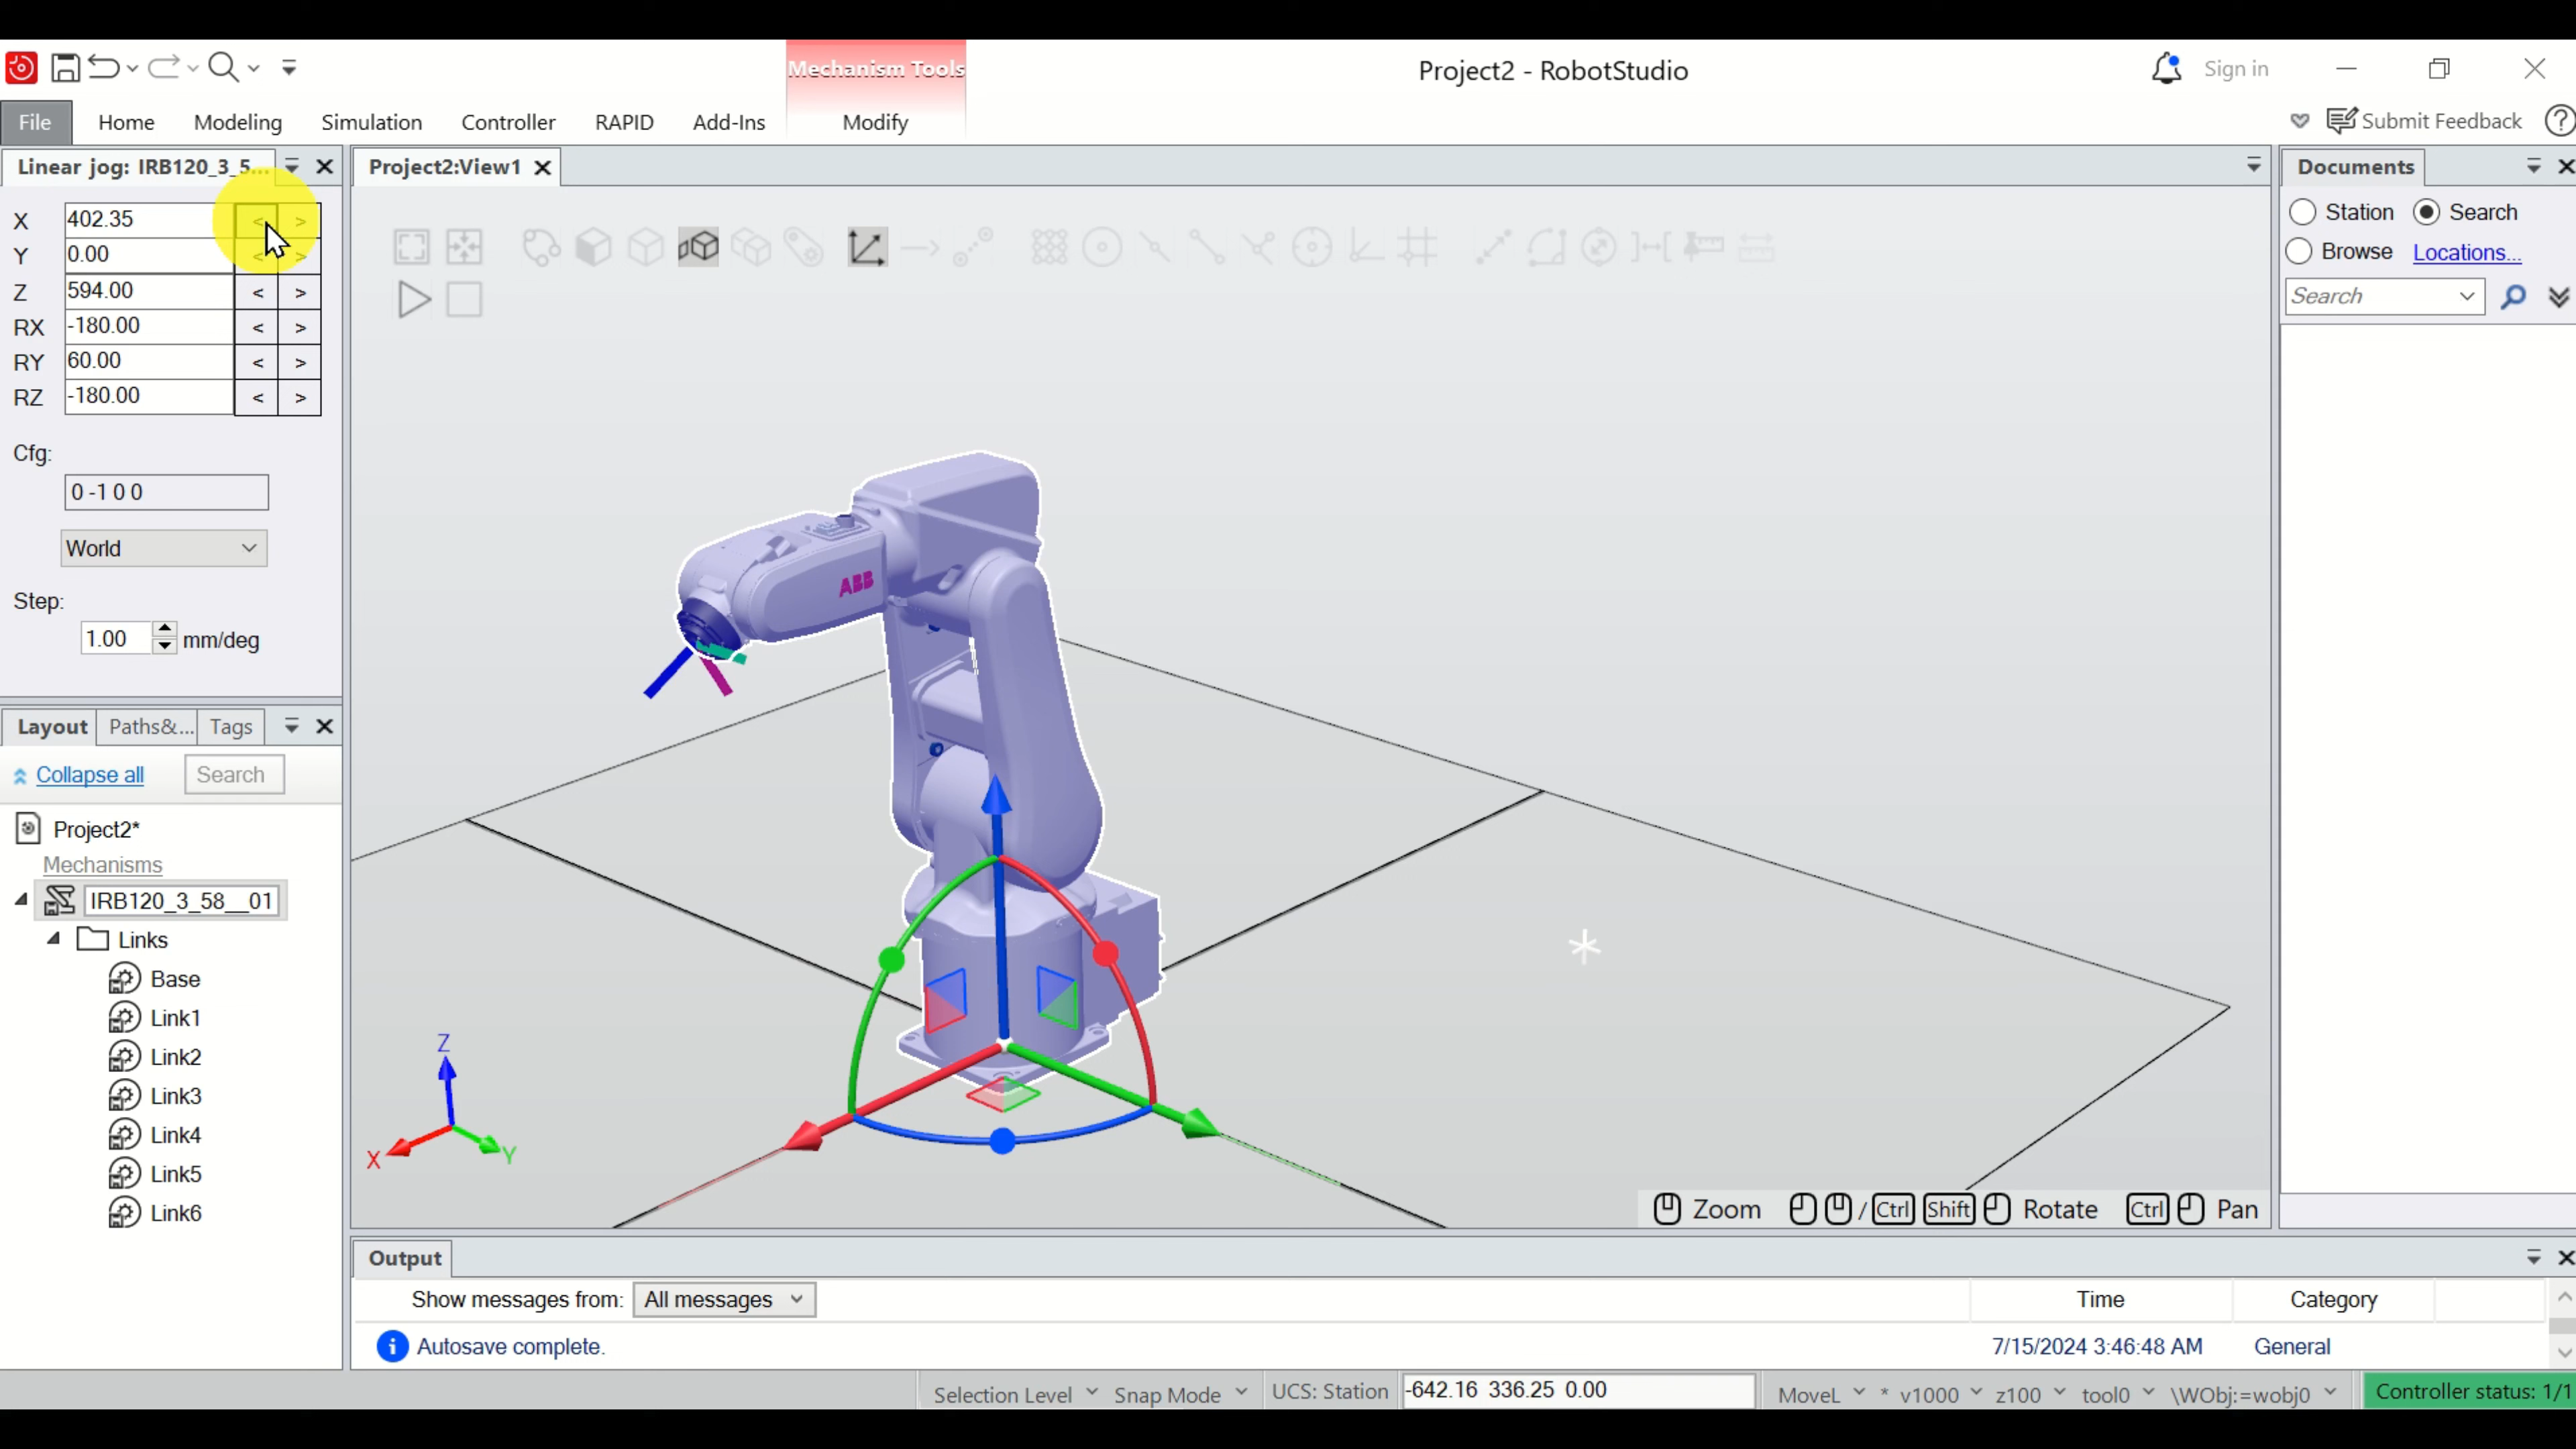 Mechanism Tools
Project2 - RobotStudio
Sign in
File Home Modeling Simulation Controller RAPID Add-Ins Modify
Submit Feedback
Linear jog: IRB120_3_5...
Project2:View1
Documents
X 402.35 < >
Y 0.00 < >
Z 594.00 < >
RX -180.00 < >
RY 60.00 < >
RZ -180.00 < >
Cfg:
0 -1 0 0
World
Step:
1.00 mm/deg
Station Search
Browse Locations...
Search
ABB
Layout Paths&... Tags
Collapse all Search
Project2*
Mechanisms
IRB120_3_58__01
Links
Base
Link1
Link2
Link3
Link4
Link5
Link6
Z
X
Y
Zoom / Ctrl Shift Rotate Ctrl Pan
Output
Show messages from: All messages Time Category
Autosave complete. 7/15/2024 3:46:48 AM General
Selection Level Snap Mode UCS: Station -642.16 336.25 0.00 MoveL * v1000 z100 tool0 \WObj:=wobj0 Controller status: 1/1